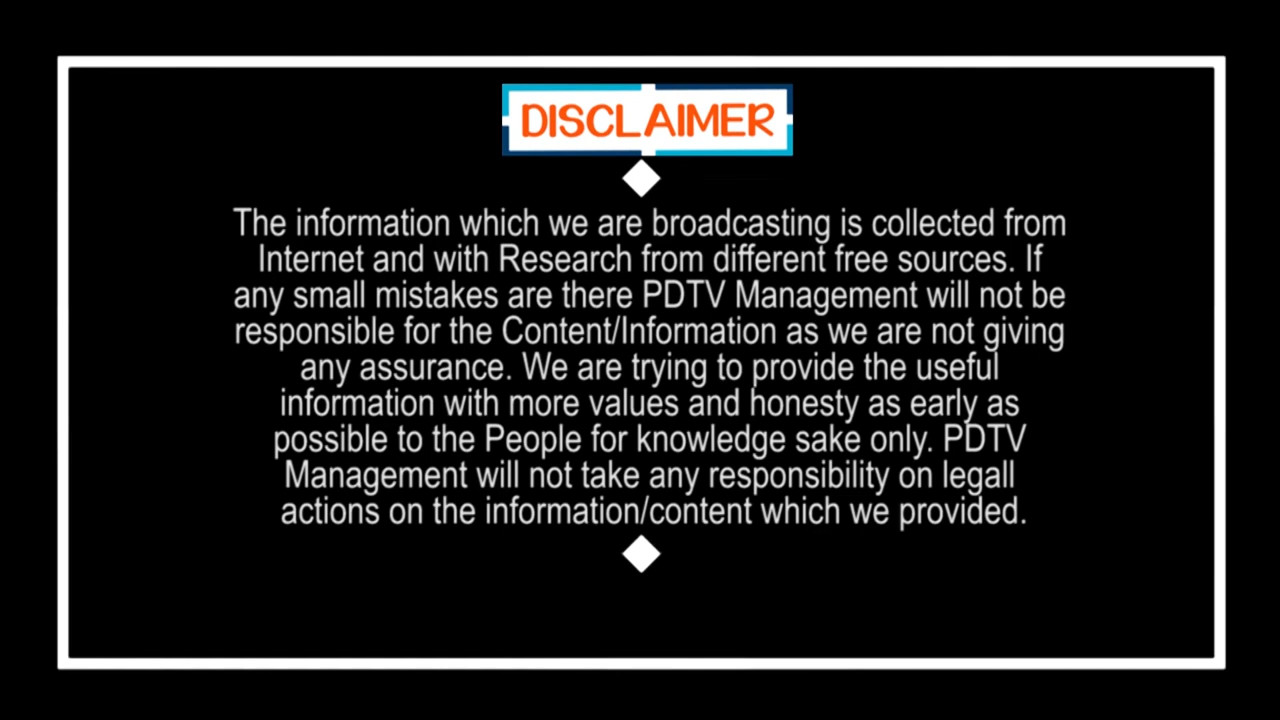 DISCLAIMER
The information which we are broadcasting is collected from
Internet and with Research from different free sources. If
any small mistakes are there PDTV Management will not be
responsible for the Content/Information as we are not giving
any assurance. We are trying to provide the useful
information with more values and honesty as early as
possible to the People for knowledge sake only. PDTV
Management will not take any responsibility on legall
actions on the information/content which we provided.